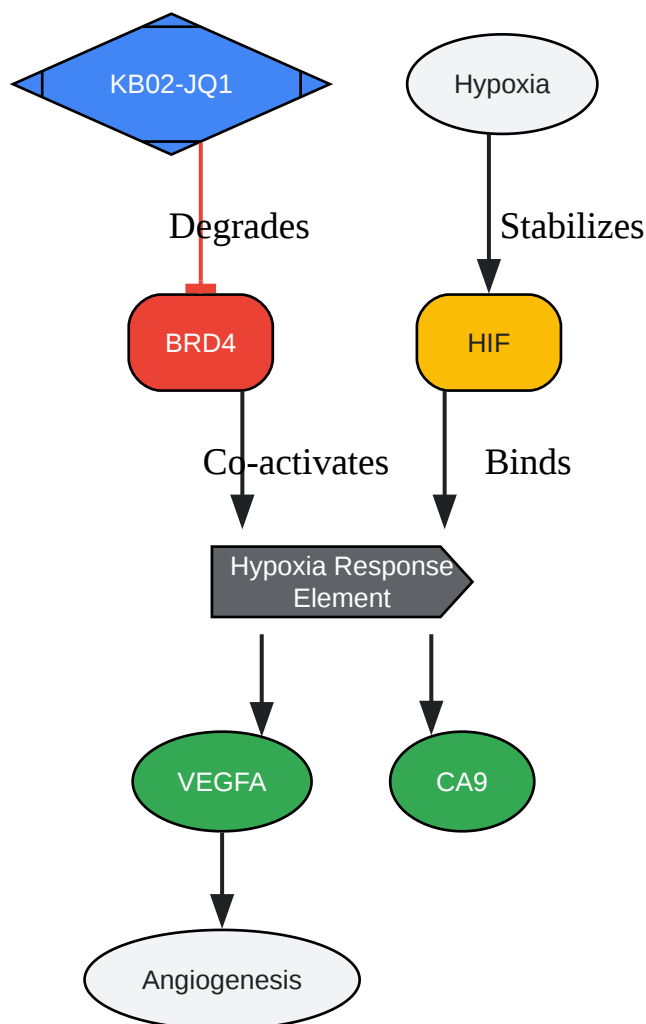 KB02-JQ1
Hypoxia
Degrades
Stabilizes
BRD4
HIF
Co-activates
Binds
Hypoxia Response
Element
VEGFA
CA9
Angiogenesis